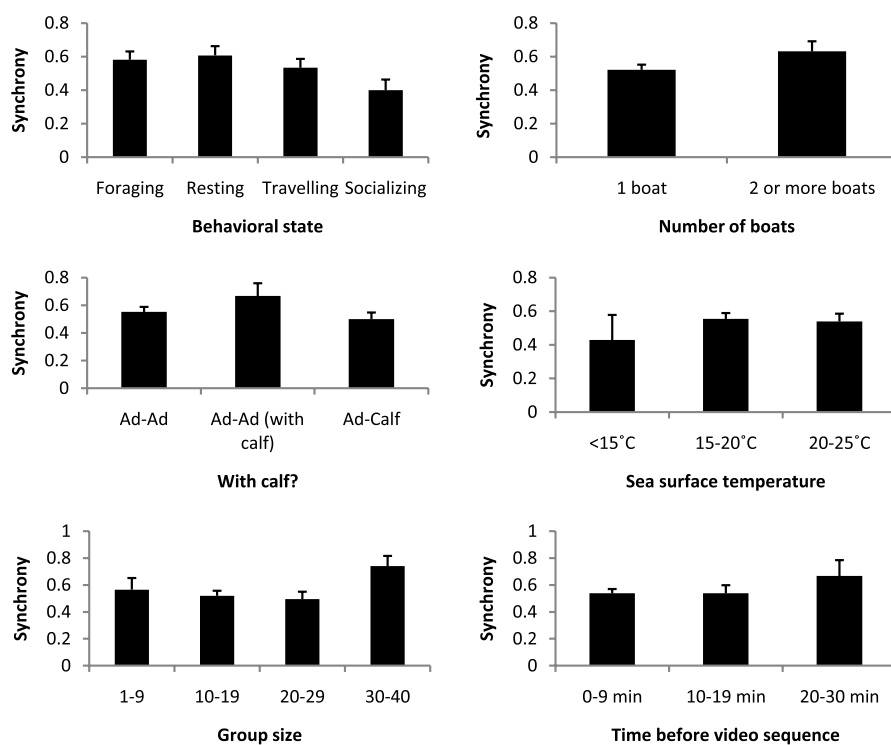 Synchrony
0.8
0.6
0.4
0.2
0
Foraging Resting Travelling Socializing
Behavioral state
Synchrony
0.8
0.6
0.4
0.2
0
1 boat 2 or more boats
Number of boats
Synchrony
0.8
0.6
0.4
0.2
0
Ad-Ad Ad-Ad (with Ad-Calf
calf)
With calf?
Synchrony
0.8
0.6
0.4
0.2
0
<15˚C 15-20˚C 20-25˚C
Sea surface temperature
Synchrony
1
0.8
0.6
0.4
0.2
0
1-9 10-19 20-29 30-40
Group size
Synchrony
1
0.8
0.6
0.4
0.2
0
0-9 min 10-19 min 20-30 min
Time before video sequence